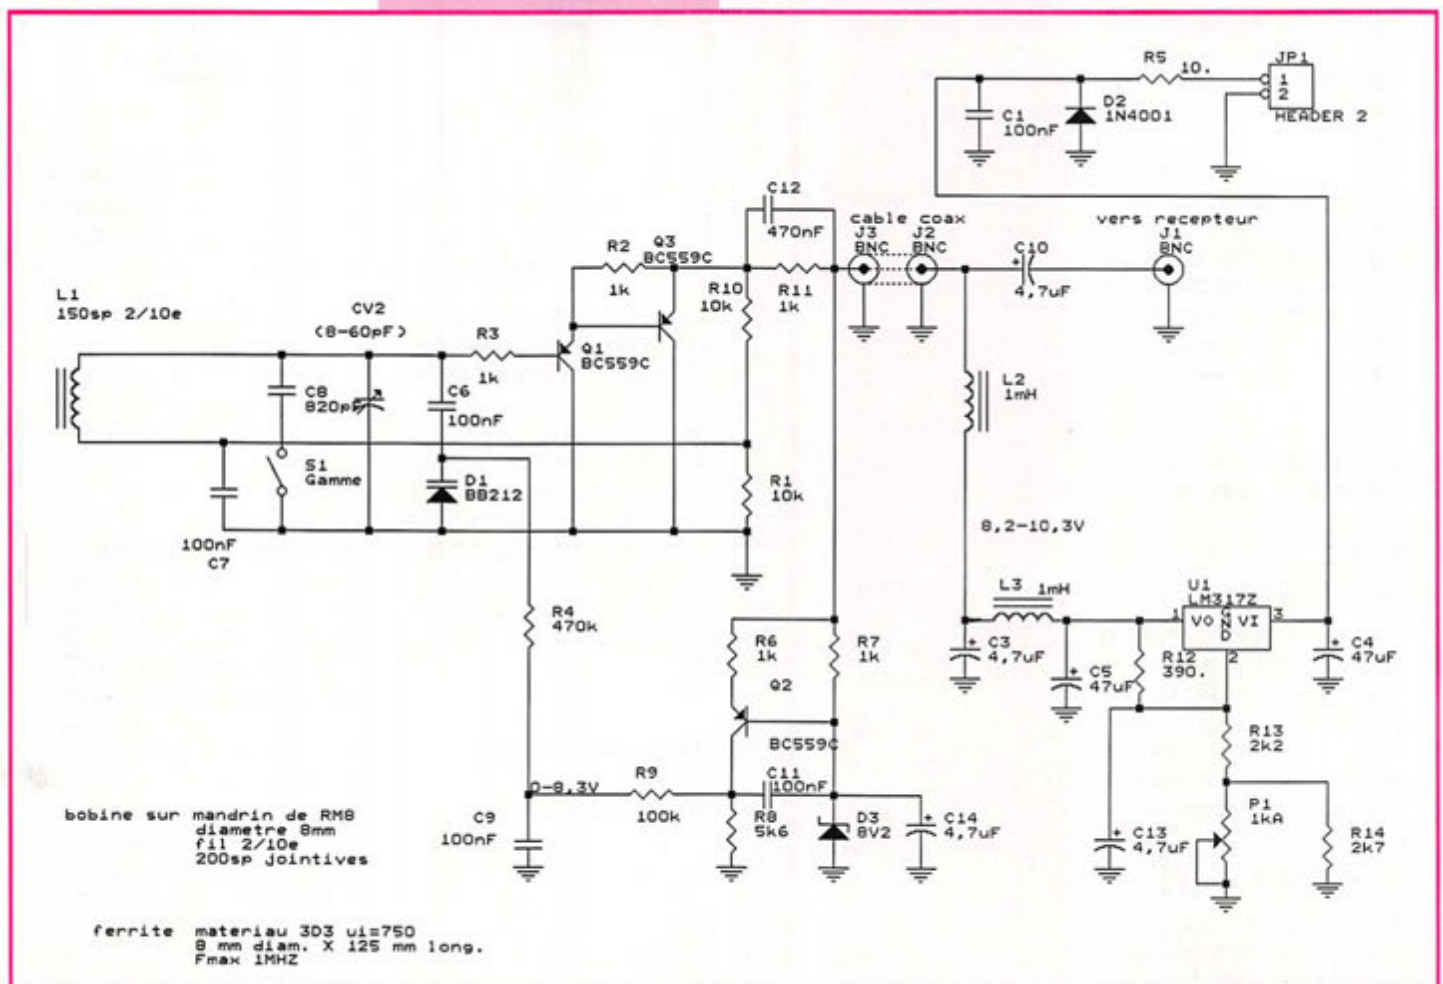 R5 10.
JP1
1
2
HEADER 2
D2
1N4001
C1
100nF
C12
470nF
cable coax
J3
BNC
J2
BNC
vers recepteur
J1
BNC
C10
4,7uF
R2
1k
Q3
BC559C
R10
10k
R11
1k
L1
150sp 2/10e
CV2
(8-60pF)
R3
1k
Q1
BC559C
C8
820pF
C6
100nF
L2
1mH
S1
Gamme
D1
BB212
R1
10k
100nF
C7
8,2-10,3V
R4
470k
L3 1mH
U1
LM317Z
1 VO GND VI 3
2
R6
1k
R7
1k
C3
4,7uF
C5
47uF
R12
390.
C4
47uF
Q2
BC559C
R13
2k2
0-8,3V
R9
100k
C11
100nF
R8
5k6
D3
8V2
C14
4,7uF
C9
100nF
C13
4,7uF
P1
1kA
R14
2k7
bobine sur mandrin de RM8
diametre 8mm
fil 2/10e
200sp jointives
ferrite materiau 3D3 ui=750
8 mm diam. X 125 mm long.
Fmax 1MHZ